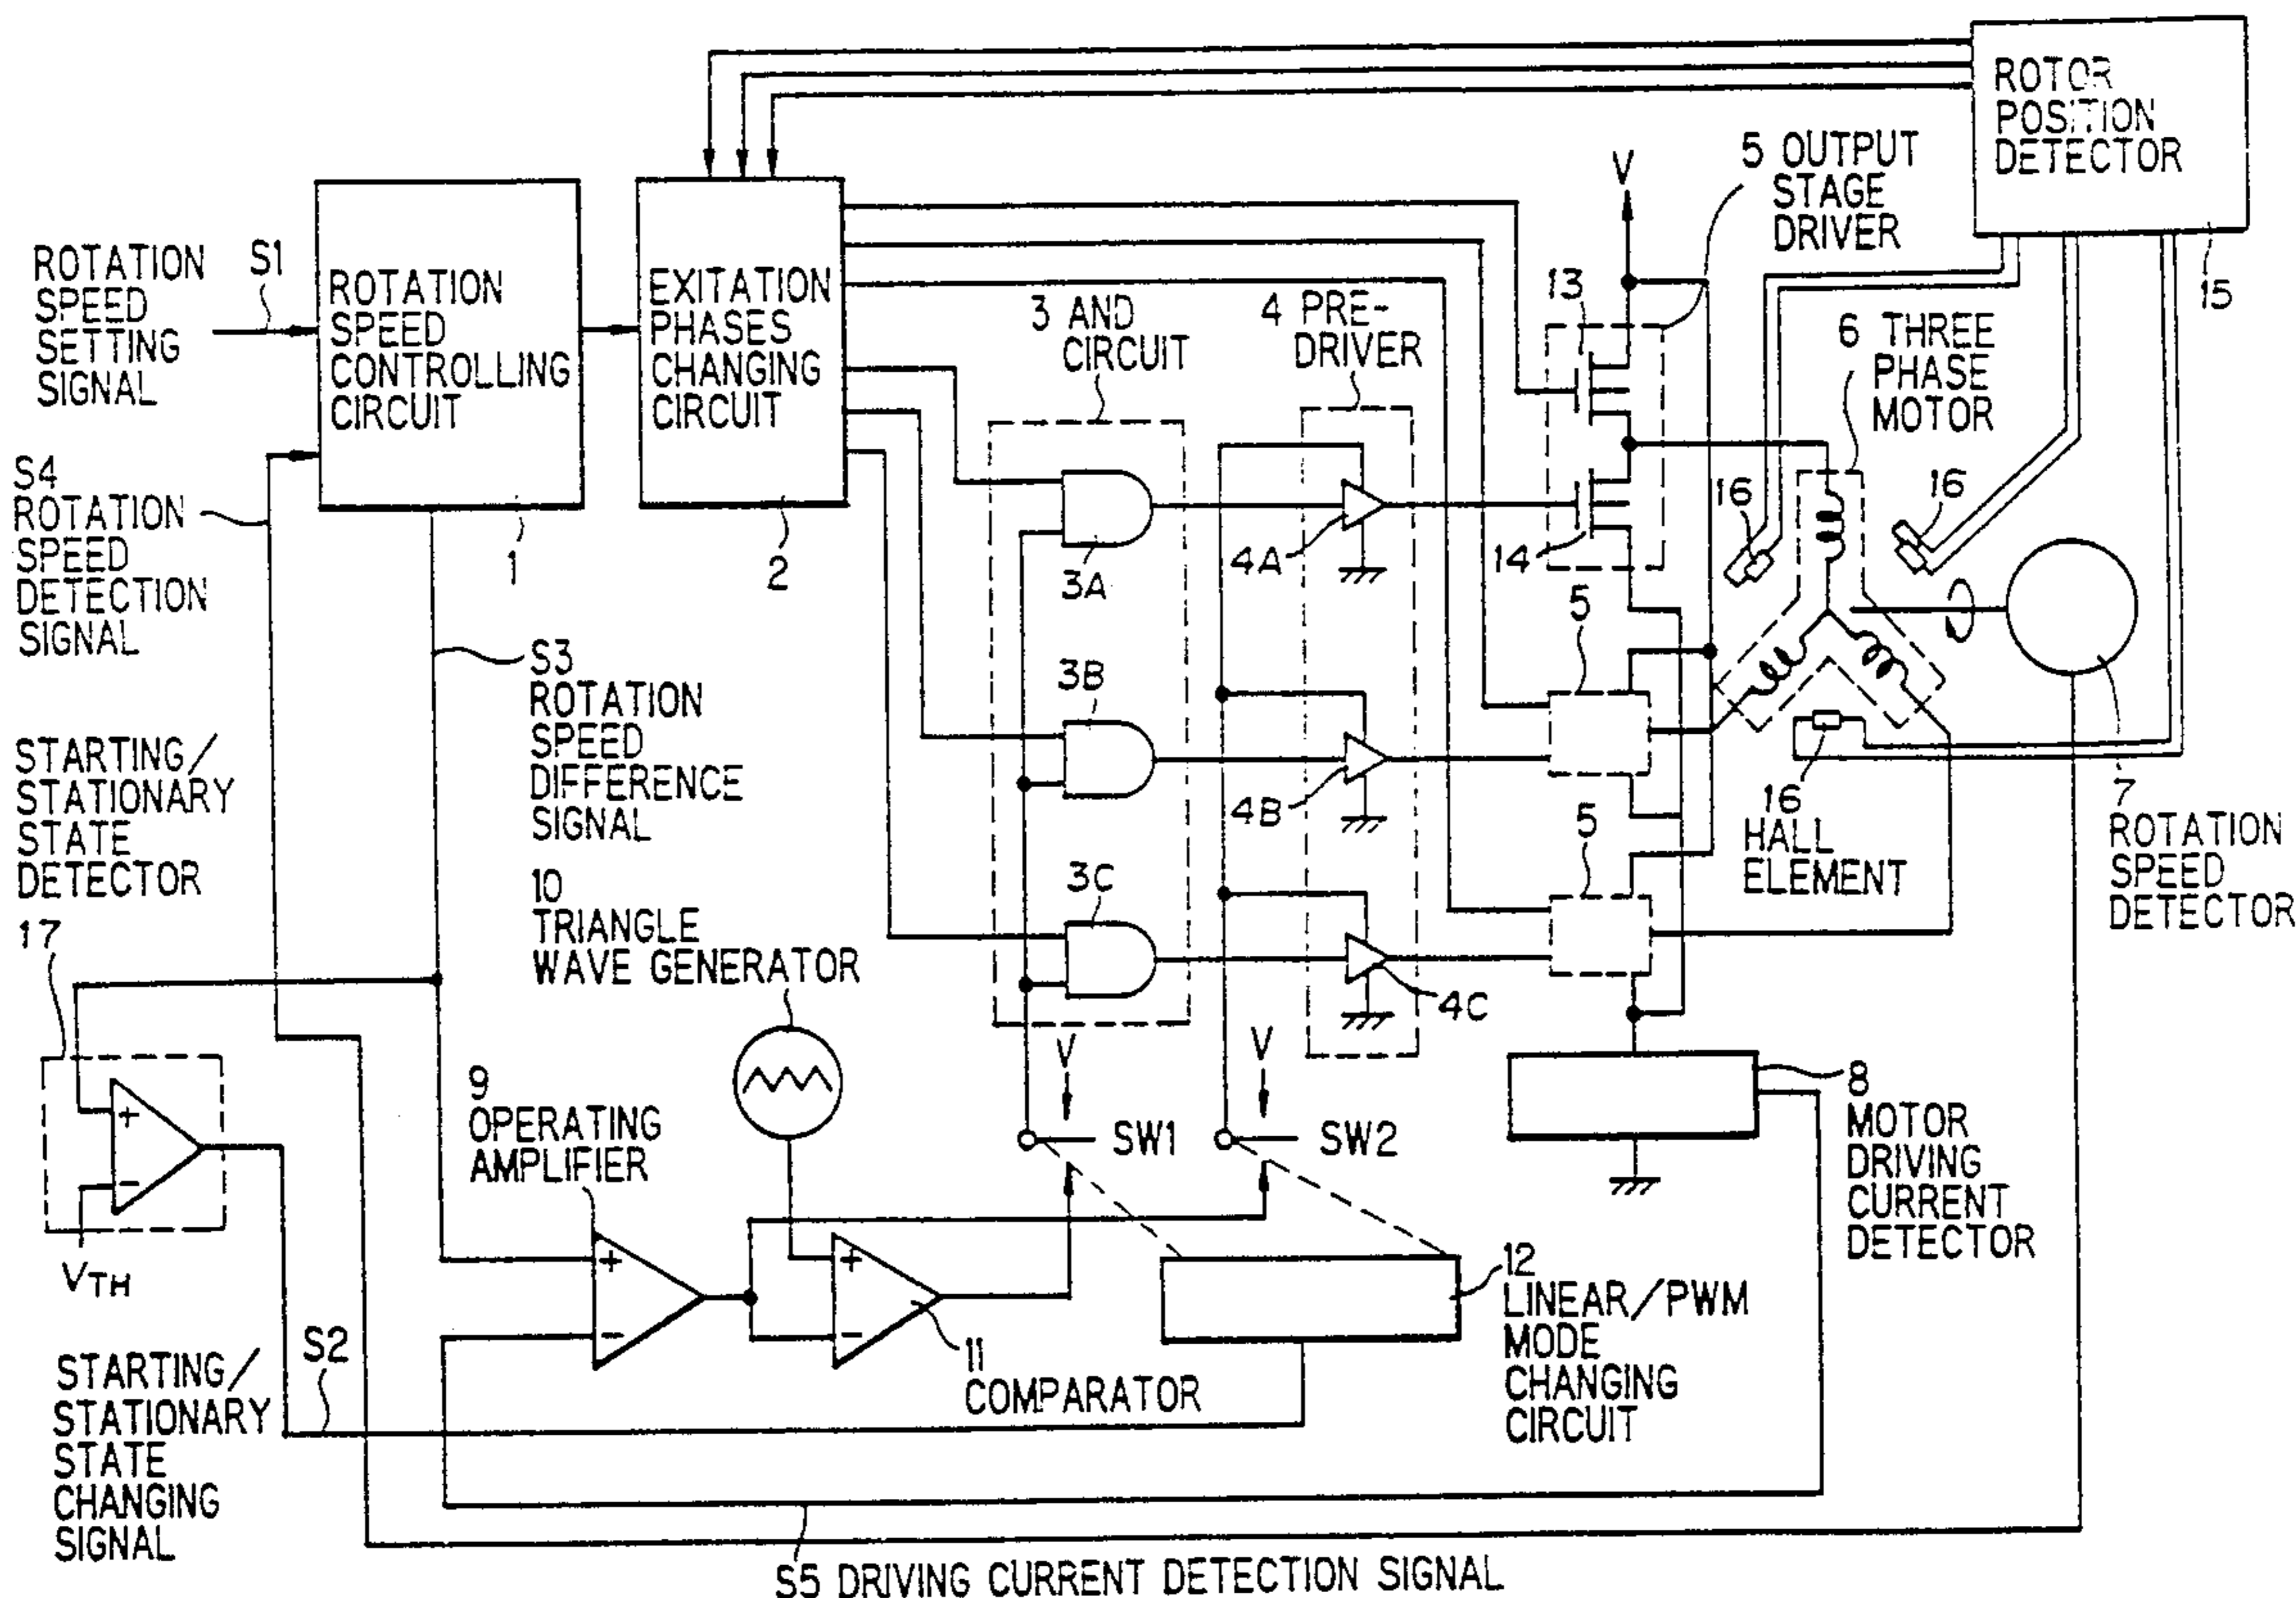 ROTOR
POSITION
DETECTOR
15
5 OUTPUT
STAGE
DRIVER
V
13
14
ROTATION
SPEED
SETTING
SIGNAL
S1
ROTATION
SPEED
CONTROLLING
CIRCUIT
1
EXITATION
PHASES
CHANGING
CIRCUIT
2
3 AND
CIRCUIT
4 PRE-
DRIVER
6 THREE
PHASE
MOTOR
S4
ROTATION
SPEED
DETECTION
SIGNAL
3A
4A
16
16
5
S3
ROTATION
SPEED
DIFFERENCE
SIGNAL
3B
4B
16
HALL
ELEMENT
7
ROTATION
SPEED
DETECTOR
STARTING/
STATIONARY
STATE
DETECTOR
17
10
TRIANGLE
WAVE GENERATOR
3C
4C
5
+
−
VTH
9
OPERATING
AMPLIFIER
V
SW1
V
SW2
8
MOTOR
DRIVING
CURRENT
DETECTOR
+
−
+
−
11
COMPARATOR
12
LINEAR/PWM
MODE
CHANGING
CIRCUIT
S2
STARTING/
STATIONARY
STATE
CHANGING
SIGNAL
S5 DRIVING CURRENT DETECTION SIGNAL